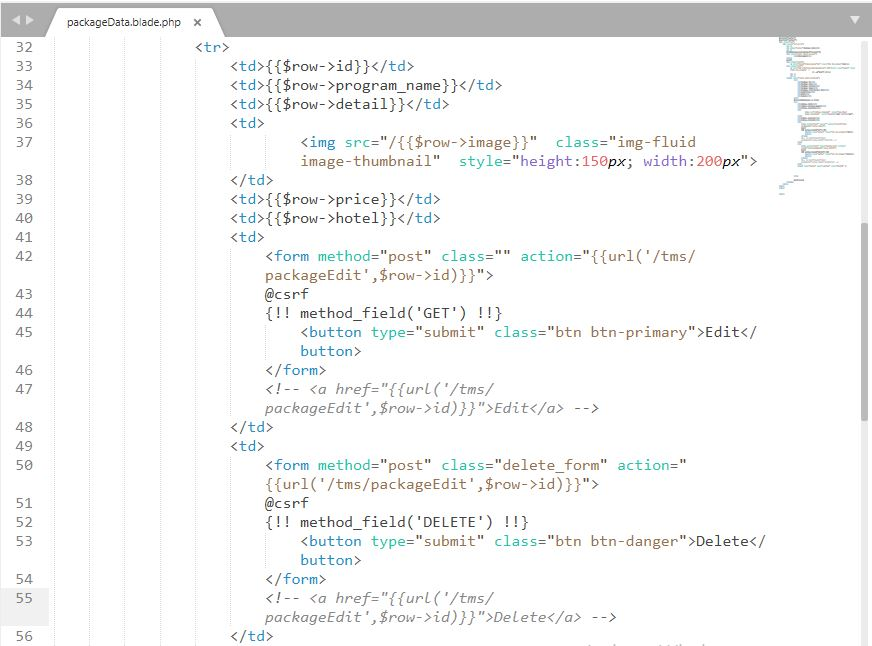 packageData.blade.php ×
32 <tr>
33 <td>{{$row->id}}</td>
34 <td>{{$row->program_name}}</td>
35 <td>{{$row->detail}}</td>
36 <td>
37 <img src="/{{$row->image}}"  class="img-fluid
image-thumbnail"  style="height:150px; width:200px">
38 </td>
39 <td>{{$row->price}}</td>
40 <td>{{$row->hotel}}</td>
41 <td>
42 <form method="post" class="" action="{{url('/tms/
packageEdit',$row->id)}}">
43 @csrf
44 {!! method_field('GET') !!}
45 <button type="submit" class="btn btn-primary">Edit</
button>
46 </form>
47 <!-- <a href="{{url('/tms/
packageEdit',$row->id)}}">Edit</a> -->
48 </td>
49 <td>
50 <form method="post" class="delete_form" action="
{{url('/tms/packageEdit',$row->id)}}">
51 @csrf
52 {!! method_field('DELETE') !!}
53 <button type="submit" class="btn btn-danger">Delete</
button>
54 </form>
55 <!-- <a href="{{url('/tms/
packageEdit',$row->id)}}">Delete</a> -->
56 </td>